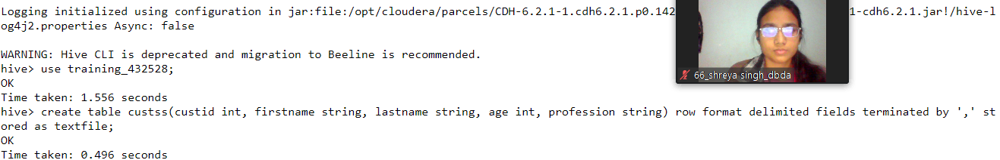 Logging initialized using configuration in jar:file:/opt/cloudera/parcels/CDH-6.2.1-1.cdh6.2.1.p0.142 1-cdh6.2.1.jar!/hive-l
og4j2.properties Async: false
WARNING: Hive CLI is deprecated and migration to Beeline is recommended.
hive> use training_432528;
OK
Time taken: 1.556 seconds
hive> create table custss(custid int, firstname string, lastname string, age int, profession string) row format delimited fields terminated by ',' st
ored as textfile;
OK
Time taken: 0.496 seconds
66_shreya singh_dbda